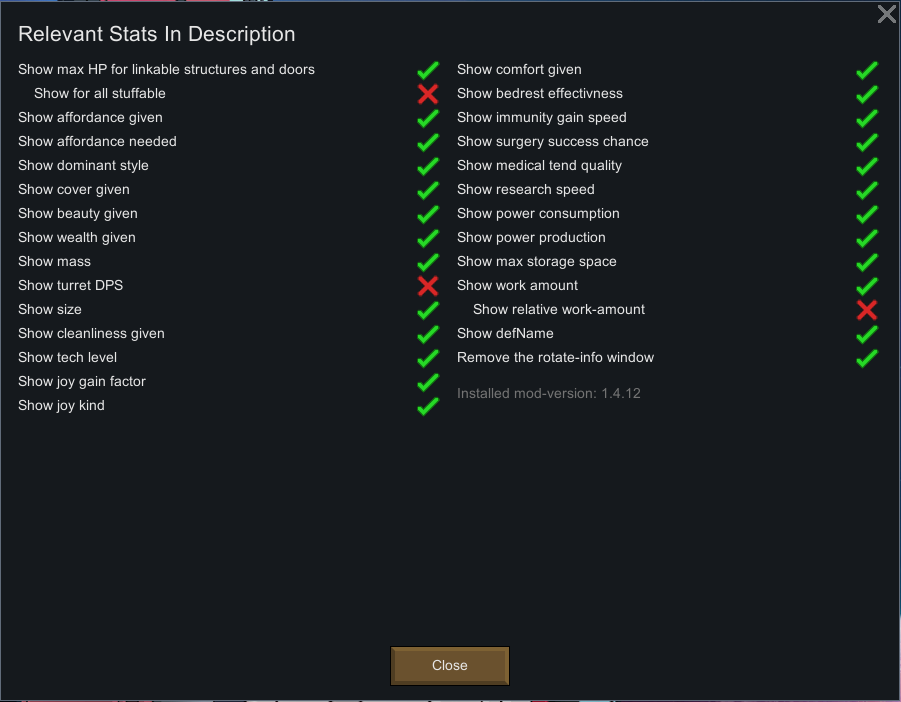 Relevant Stats In Description
Show max HP for linkable structures and doors
Show for all stuffable
Show affordance given
Show affordance needed
Show dominant style
Show cover given
Show beauty given
Show wealth given
Show mass
Show turret DPS
Show size
Show cleanliness given
Show tech level
Show joy gain factor
Show joy kind
Show comfort given
Show bedrest effectivness
Show immunity gain speed
Show surgery success chance
Show medical tend quality
Show research speed
Show power consumption
Show power production
Show max storage space
Show work amount
Show relative work-amount
Show defName
Remove the rotate-info window
Installed mod-version: 1.4.12
Close